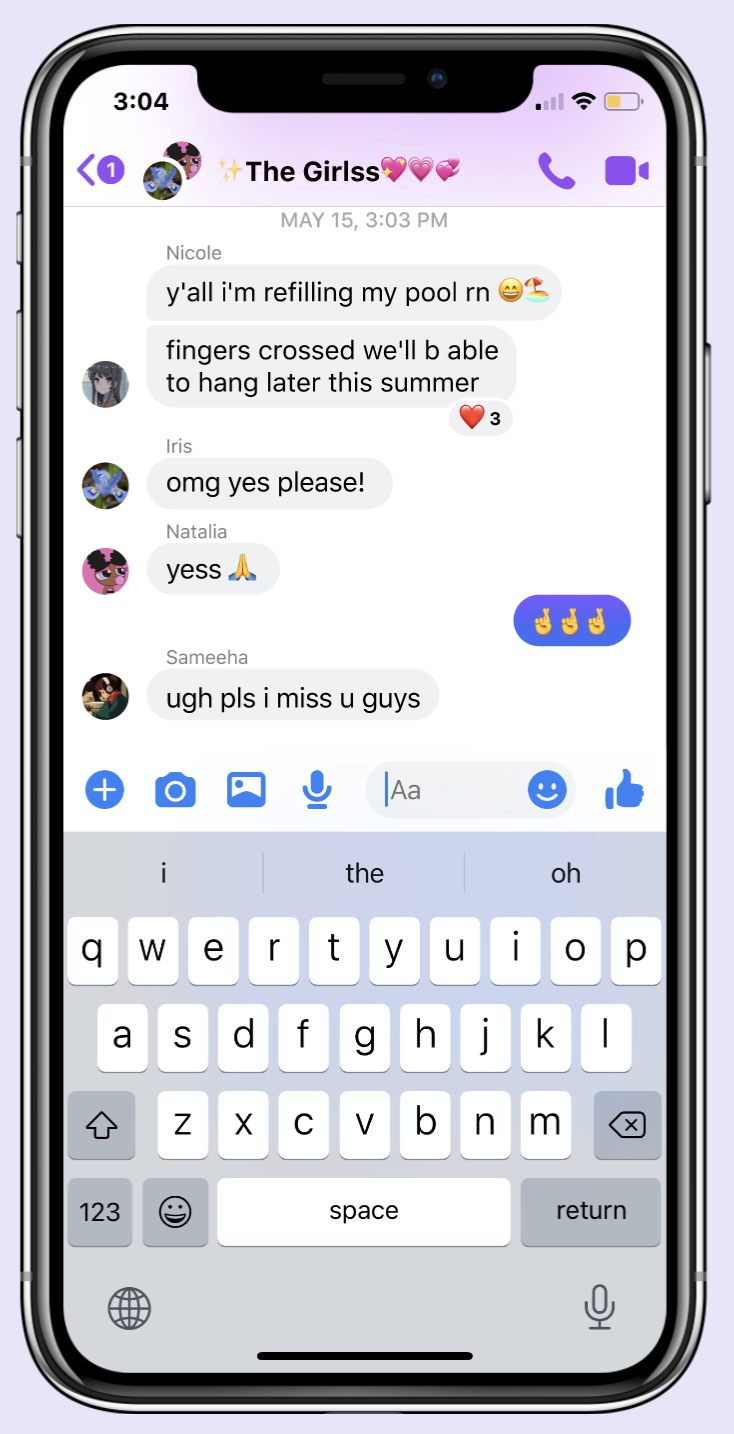 3:04
1
✨The Girlss💖💗💞
MAY 15, 3:03 PM
Nicole
y'all i'm refilling my pool rn 😄🏖️
fingers crossed we'll b able
to hang later this summer
❤️ 3
Iris
omg yes please!
Natalia
yess 🙏
🤞🤞🤞
Sameeha
ugh pls i miss u guys
Aa
i the oh
q w e r t y u i o p
a s d f g h j k l
z x c v b n m
123 space return